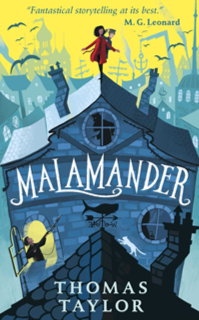 "Fantastical storytelling at its best."
M. G. Leonard
MALAMANDER
THOMAS
TAYLOR